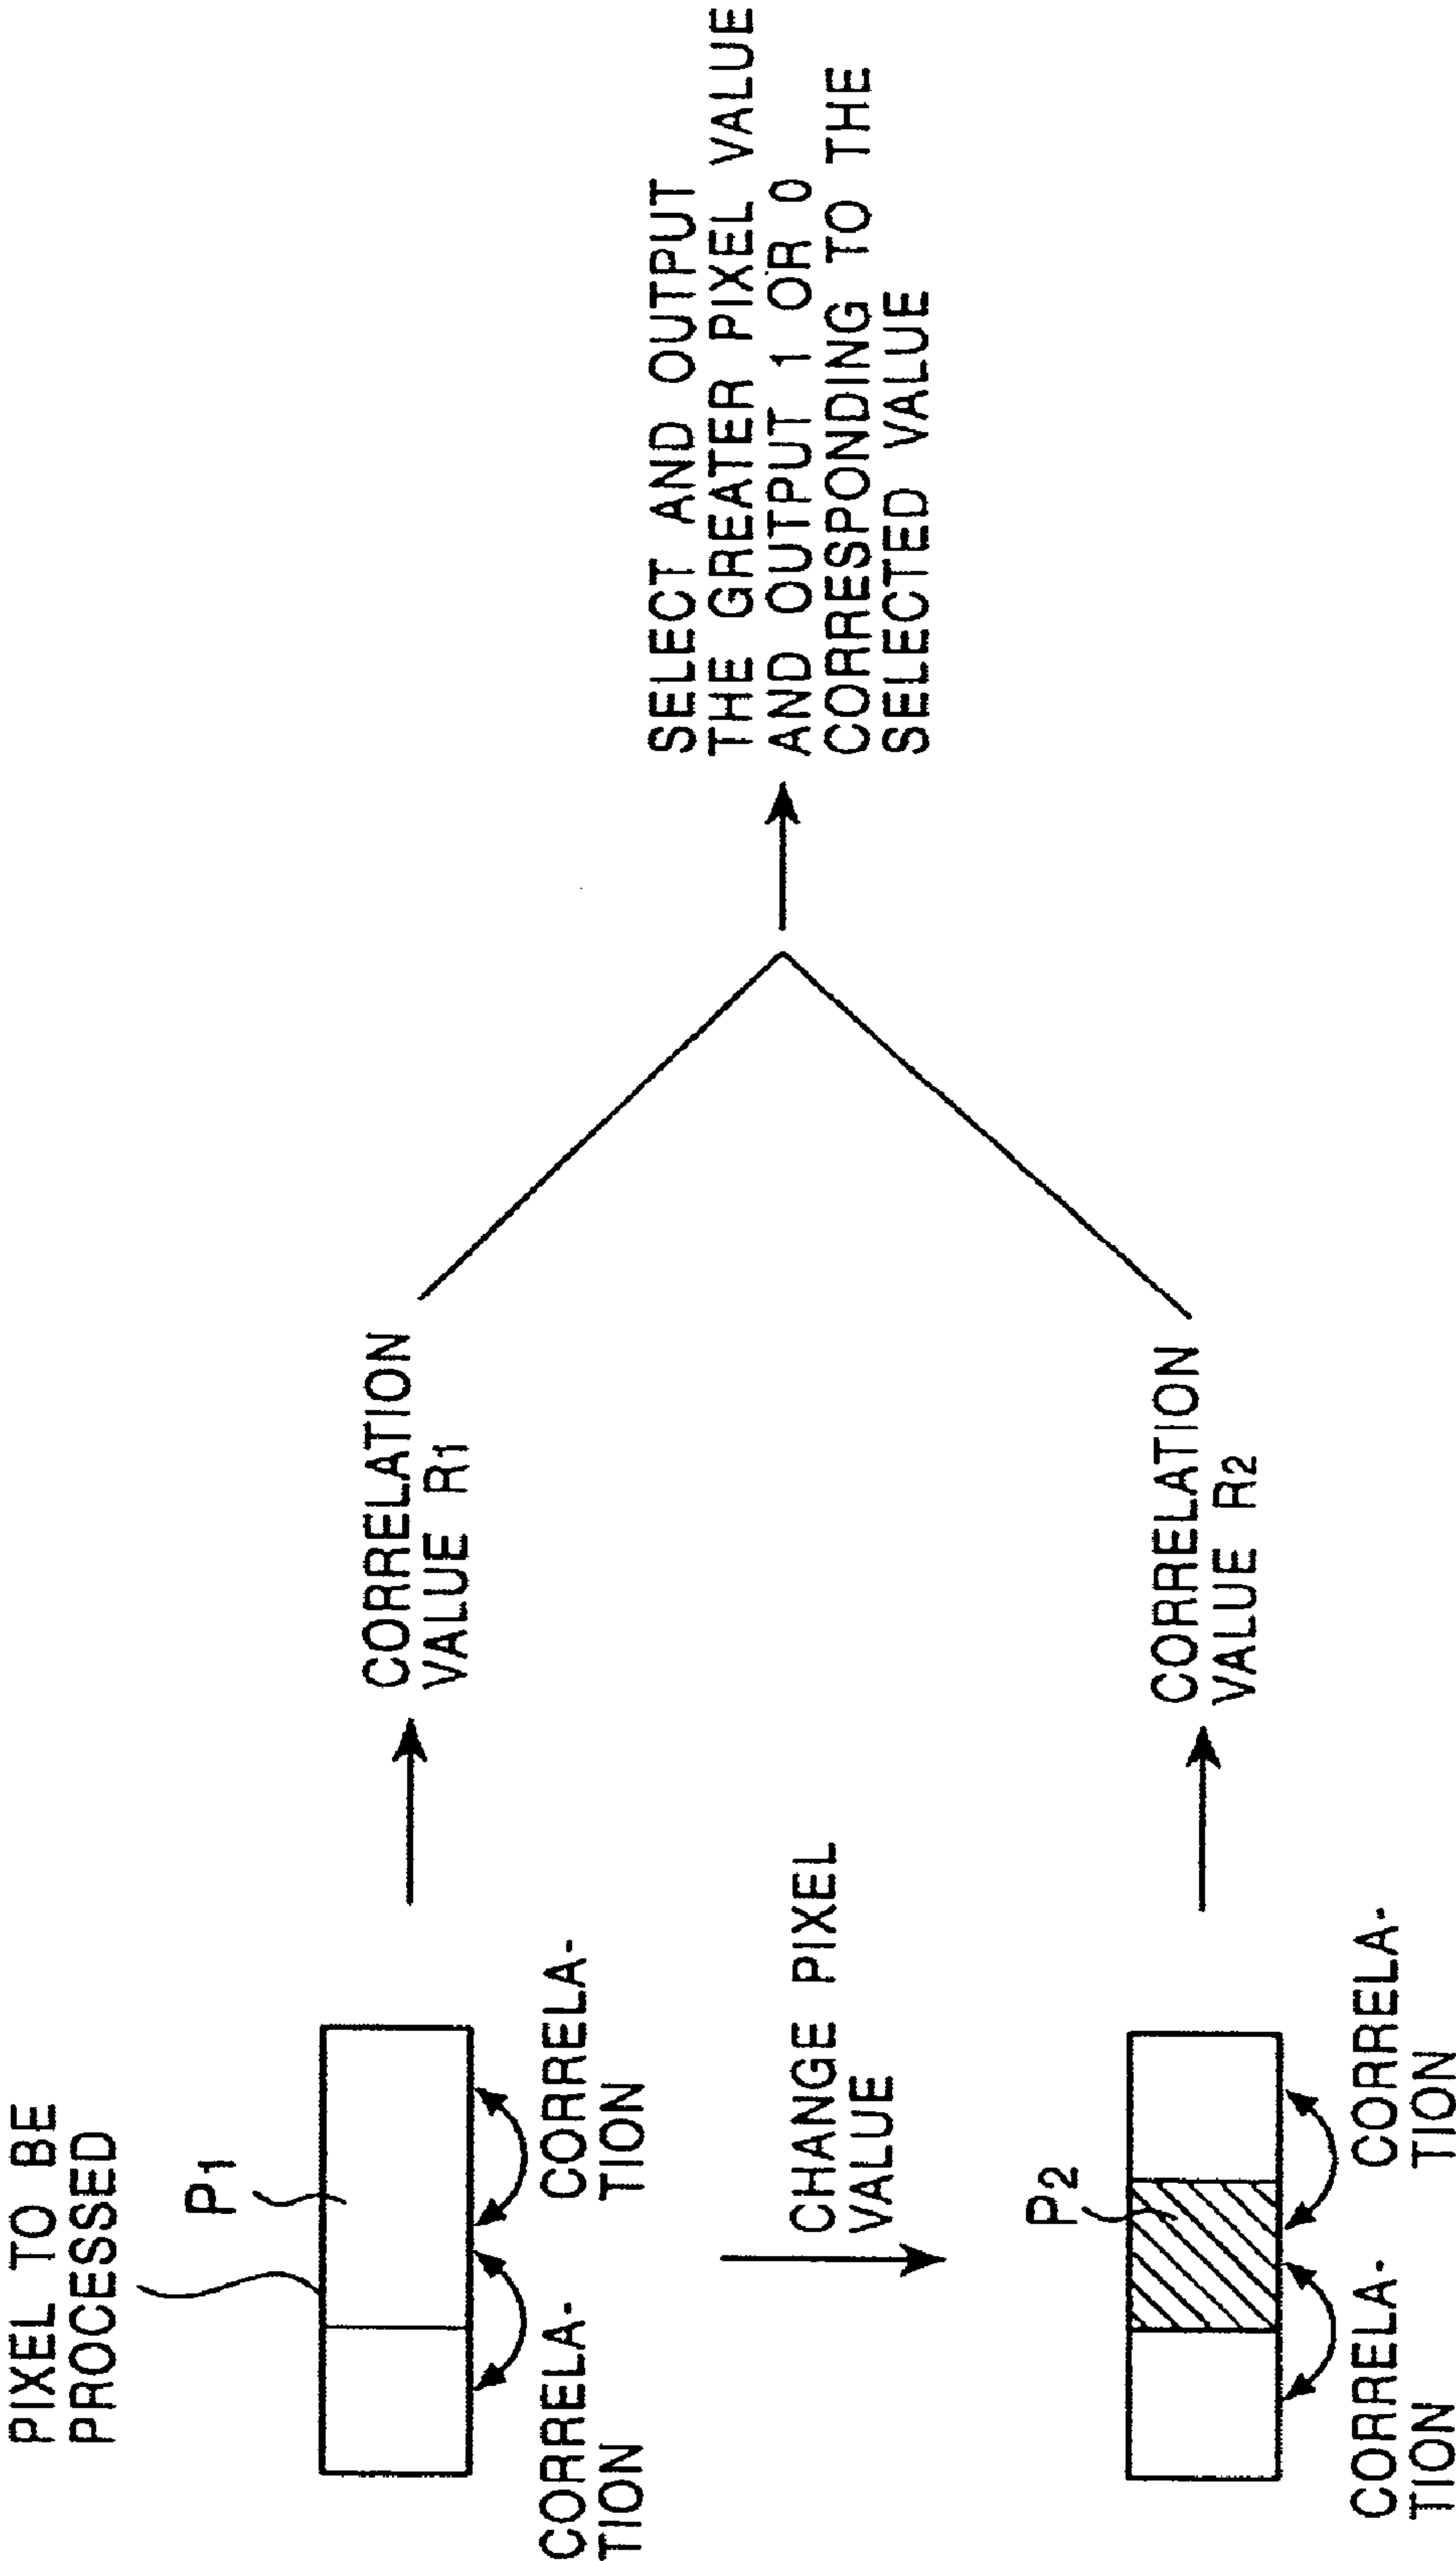 PIXEL TO BE
PROCESSED
P1
CORRELA-
TION
CORRELA-
TION
CORRELATION
VALUE R1
CHANGE PIXEL
VALUE
SELECT AND OUTPUT
THE GREATER PIXEL VALUE
AND OUTPUT 1 OR 0
CORRESPONDING TO THE
SELECTED VALUE
P2
CORRELA-
TION
CORRELA-
TION
CORRELATION
VALUE R2